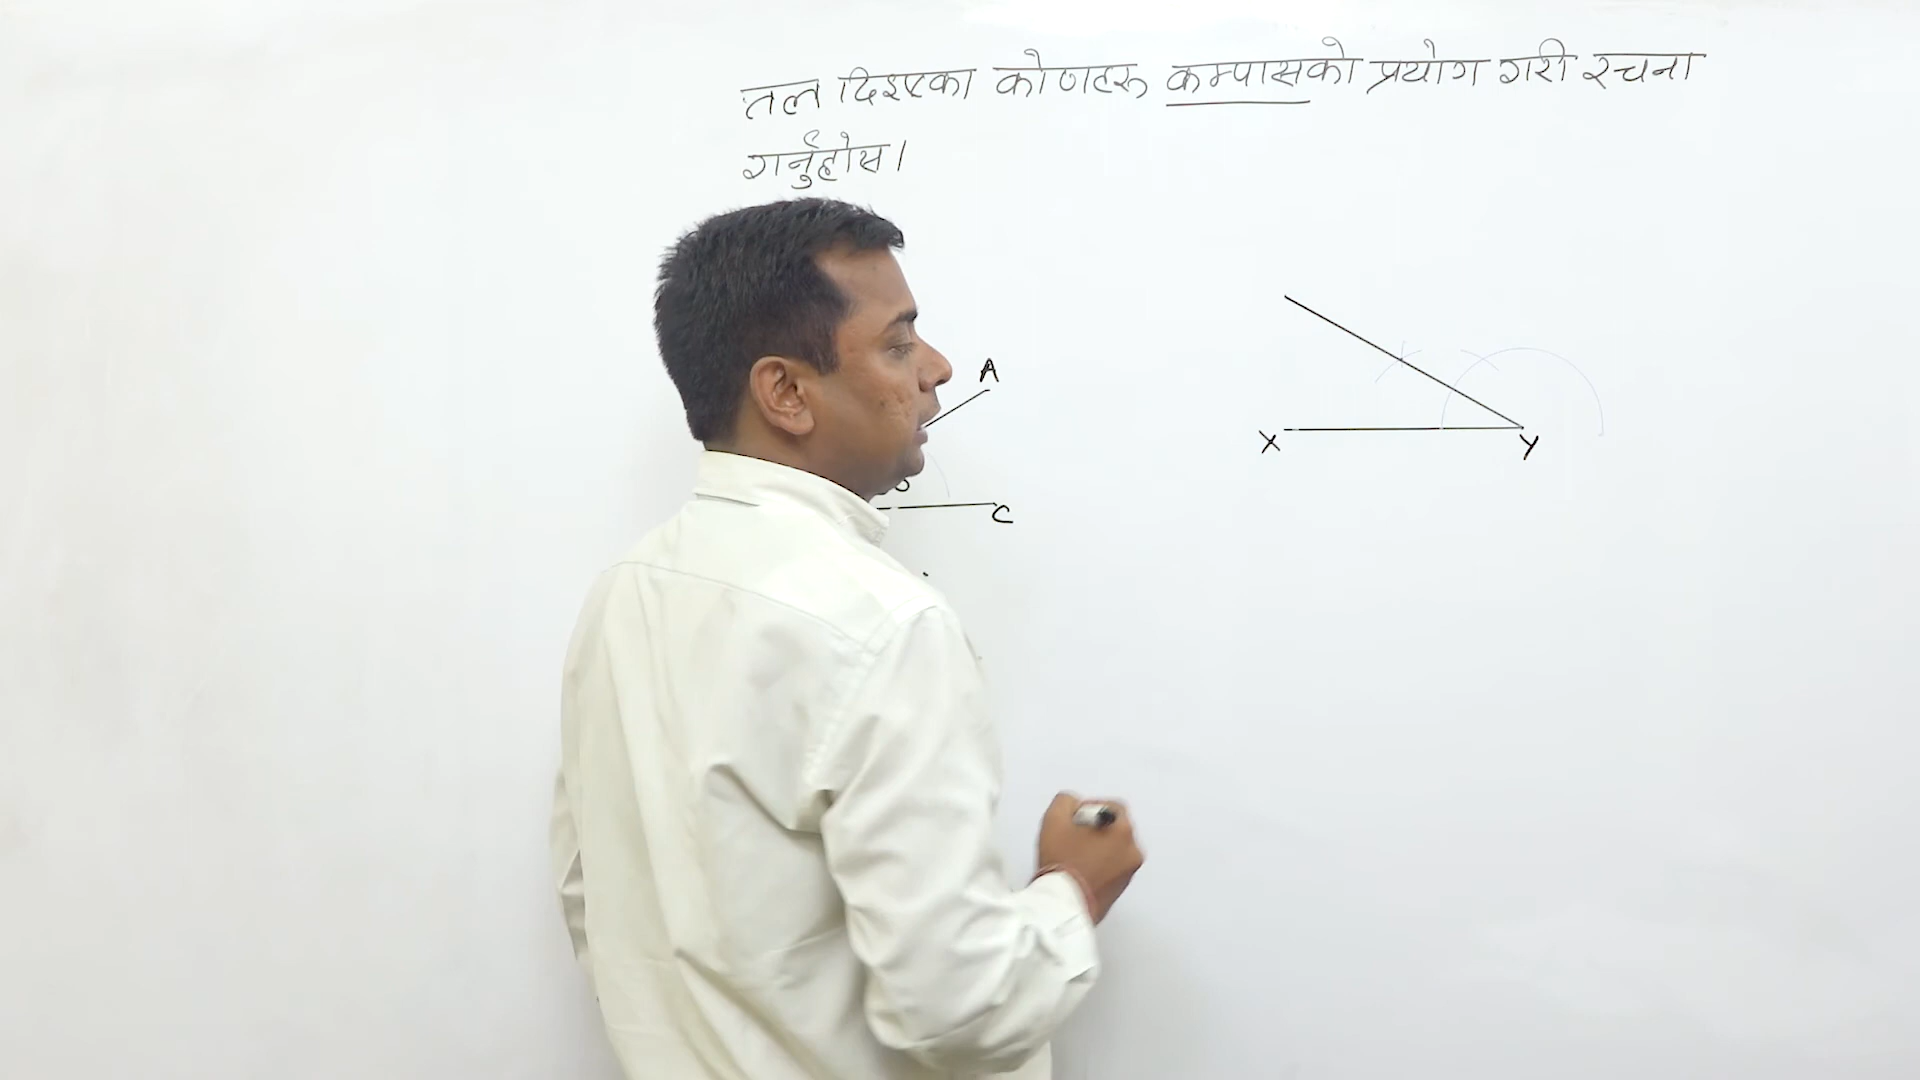 तल दिइएका कोणहरू कम्पासको प्रयोग गरी रचना
गर्नुहोस।
A
C
X
Y